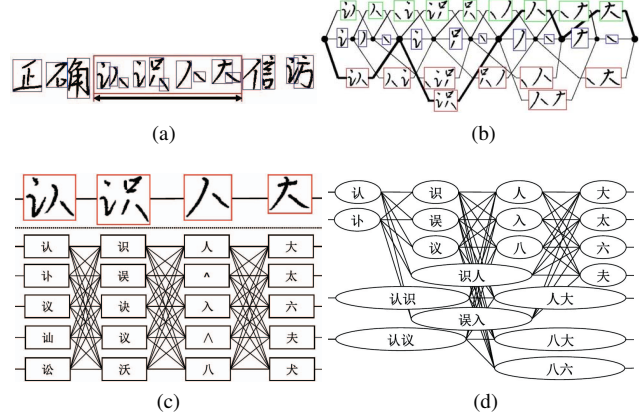 正确认识人大信访
(a)
(b)
认 识 人 大
认 识 人 大
讣 误 ^ 太
议 诀 入 六
讪 议 ∧ 夫
讼 沃 八 犬
(c)
认 识 人 大
讣 误 入 太
议 八 六
识人 夫
认识 人大
误入
认议 八大
八六
(d)